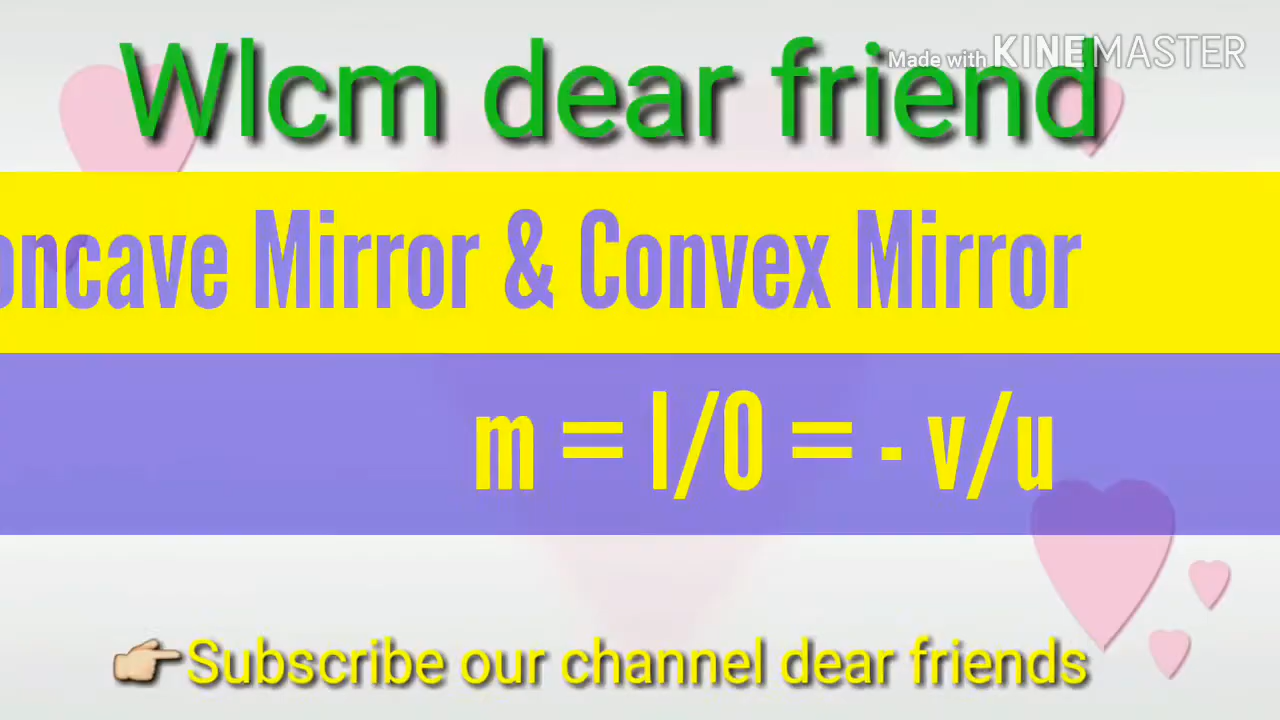 Wlcm dear friend
Made with KINEMASTER
oncave Mirror & Convex Mirror
m = I/O = - v/u
Subscribe our channel dear friends